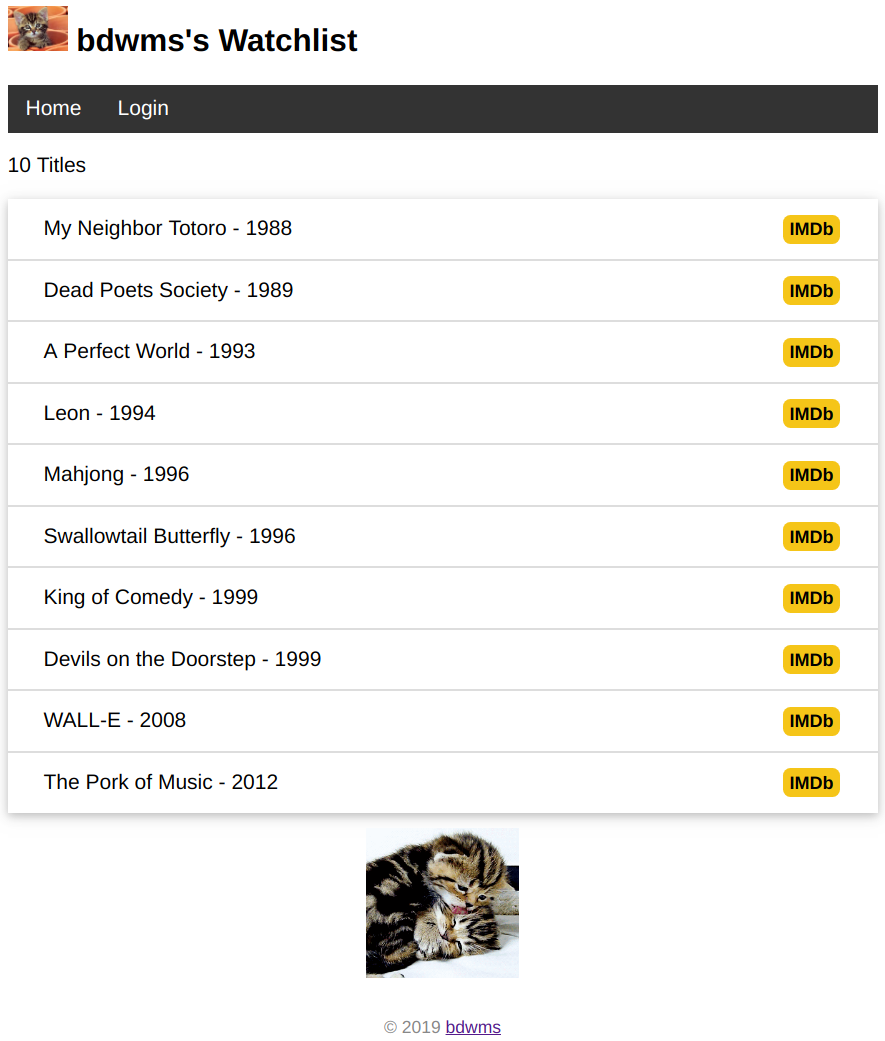 bdwms's Watchlist
Home Login
10 Titles
My Neighbor Totoro - 1988 IMDb
Dead Poets Society - 1989 IMDb
A Perfect World - 1993 IMDb
Leon - 1994 IMDb
Mahjong - 1996 IMDb
Swallowtail Butterfly - 1996 IMDb
King of Comedy - 1999 IMDb
Devils on the Doorstep - 1999 IMDb
WALL-E - 2008 IMDb
The Pork of Music - 2012 IMDb
© 2019 bdwms